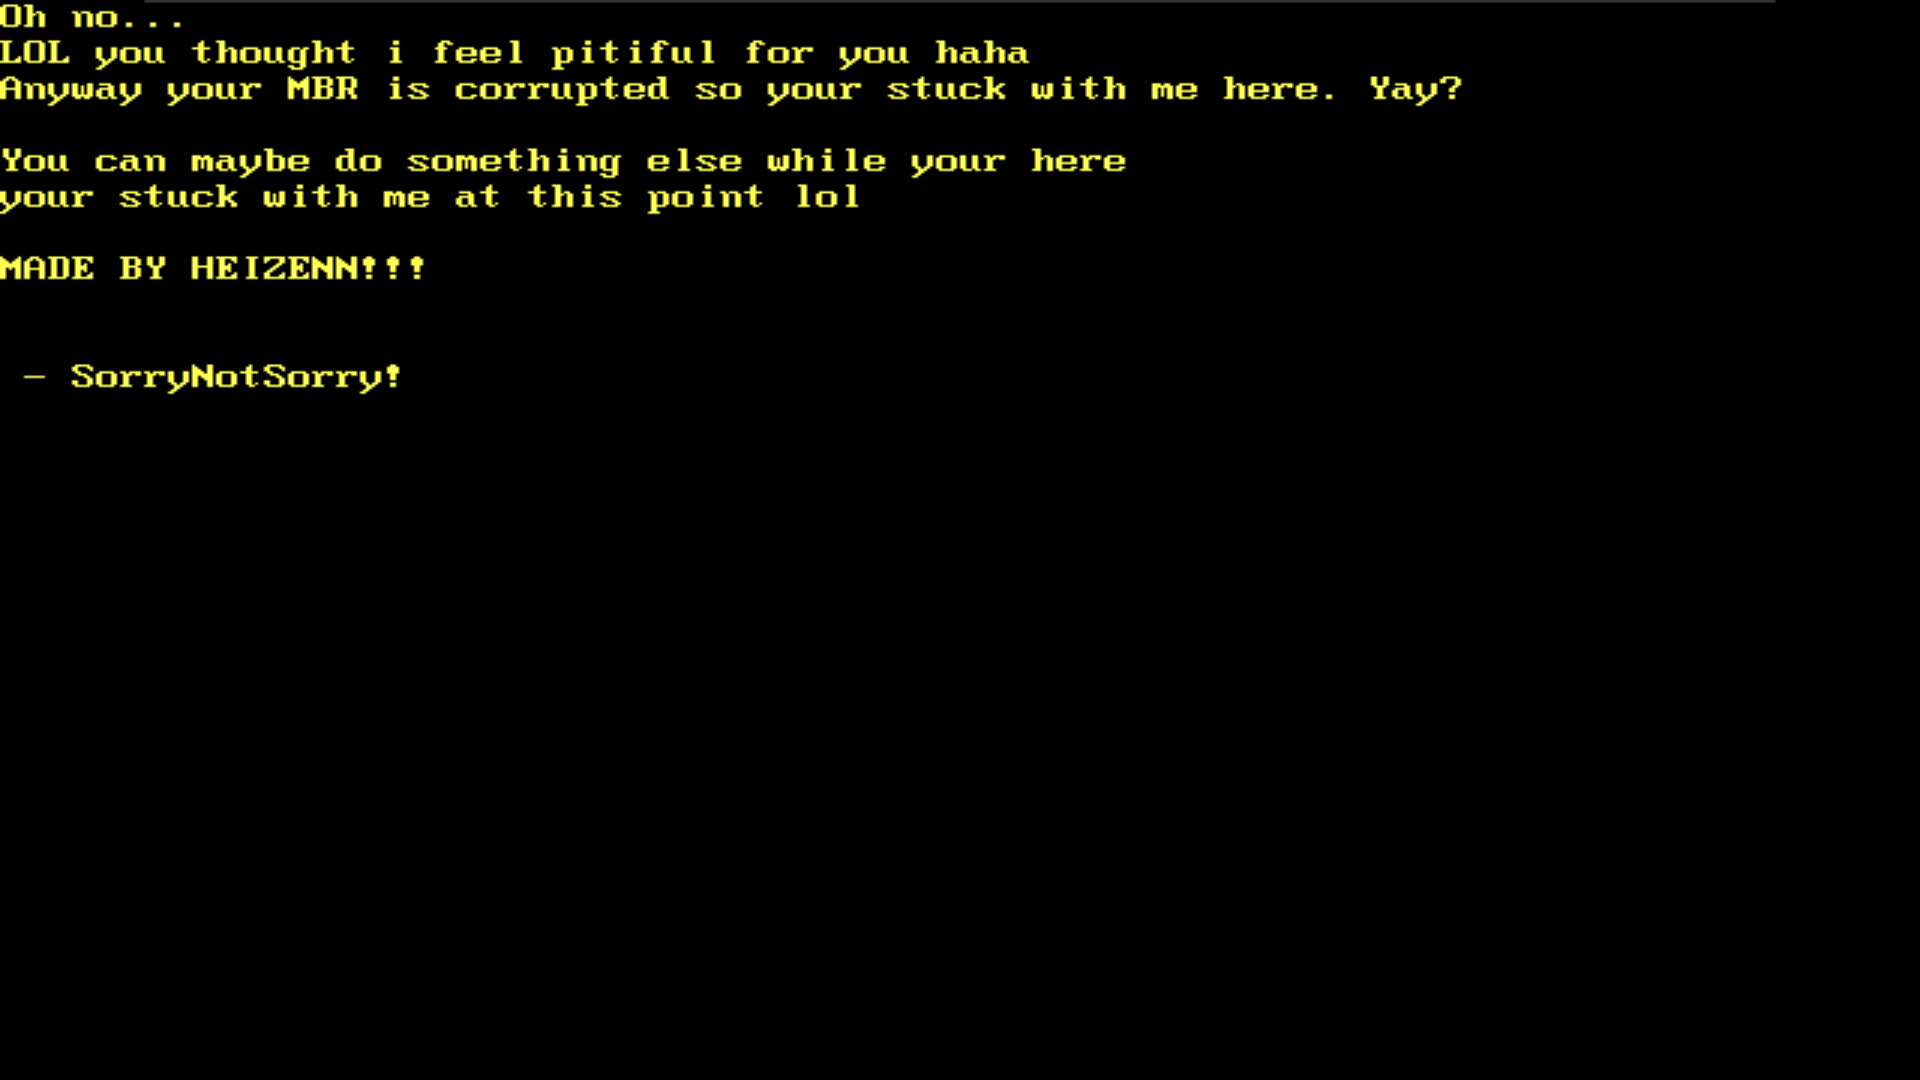 Oh no...
LOL you thought i feel pitiful for you haha
Anyway your MBR is corrupted so your stuck with me here. Yay?
You can maybe do something else while your here
your stuck with me at this point lol
MADE BY HEIZENN!!!
- SorryNotSorry!